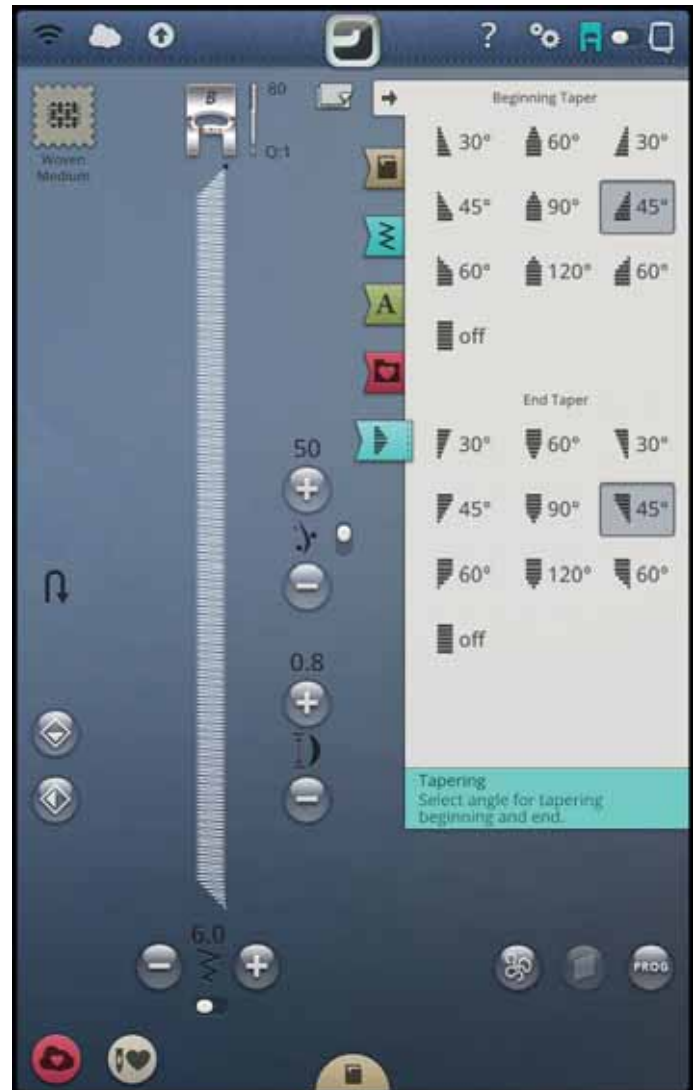 ?
80
B
Q:1
Woven
Medium
Beginning Taper
30° 60° 30°
45° 90° 45°
60° 120° 60°
off
A
End Taper
30° 60° 30°
45° 90° 45°
60° 120° 60°
off
50
0.8
Tapering
Select angle for tapering
beginning and end.
6.0
PROG